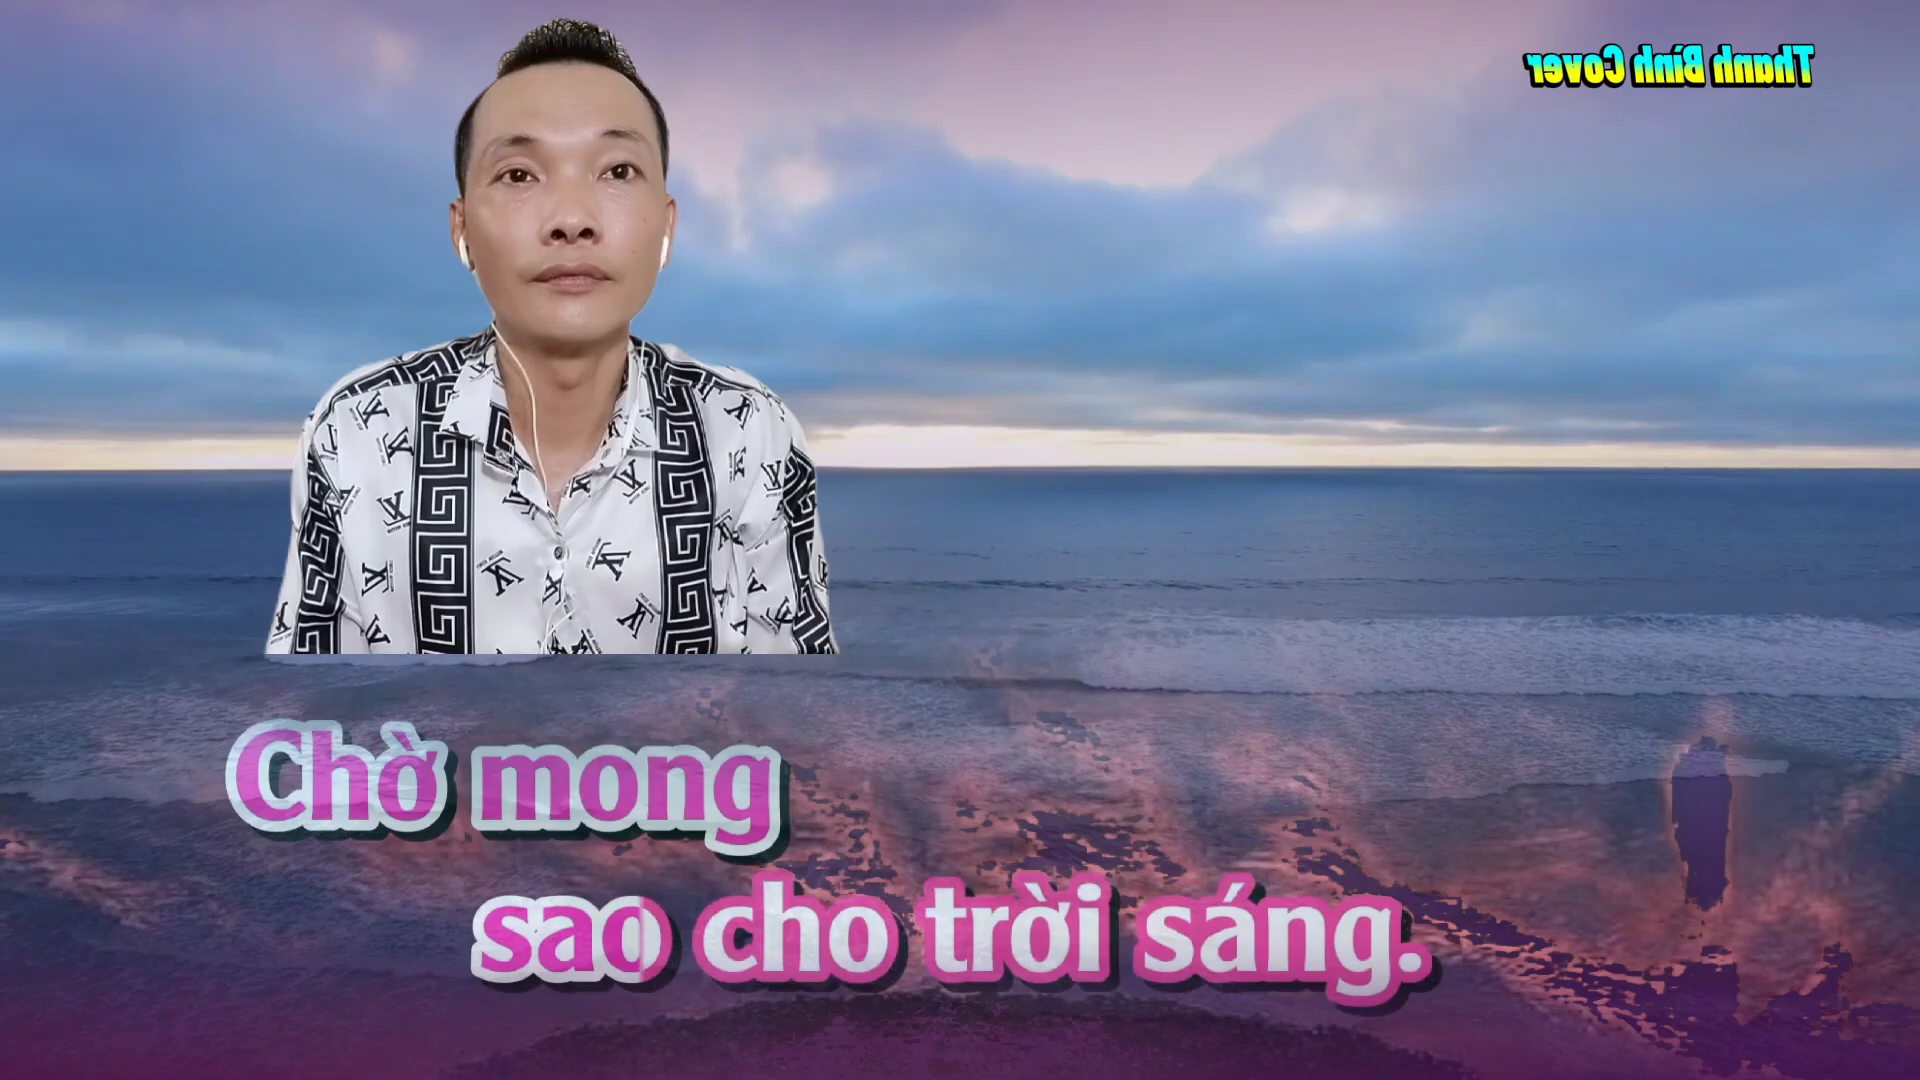 Thanh Bình Cover
Chờ mong
sao cho trời sáng.